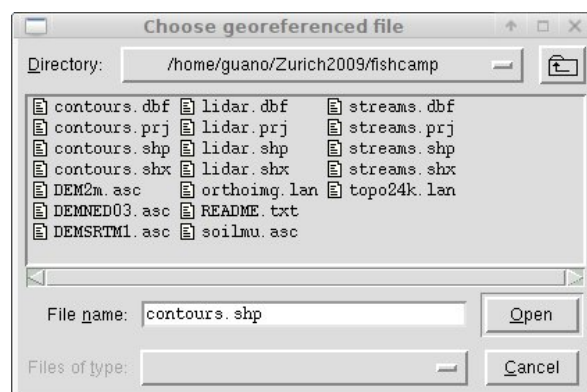 Choose georeferenced file
Directory: /home/guano/Zurich2009/fishcamp
contours.dbf lidar.dbf streams.dbf
contours.prj lidar.prj streams.prj
contours.shp lidar.shp streams.shp
contours.shx lidar.shx streams.shx
DEM2m.asc orthoimg.lan topo24k.lan
DEMNED03.asc README.txt
DEMSRTM1.asc soilmu.asc
File name: contours.shp Open
Files of type: Cancel